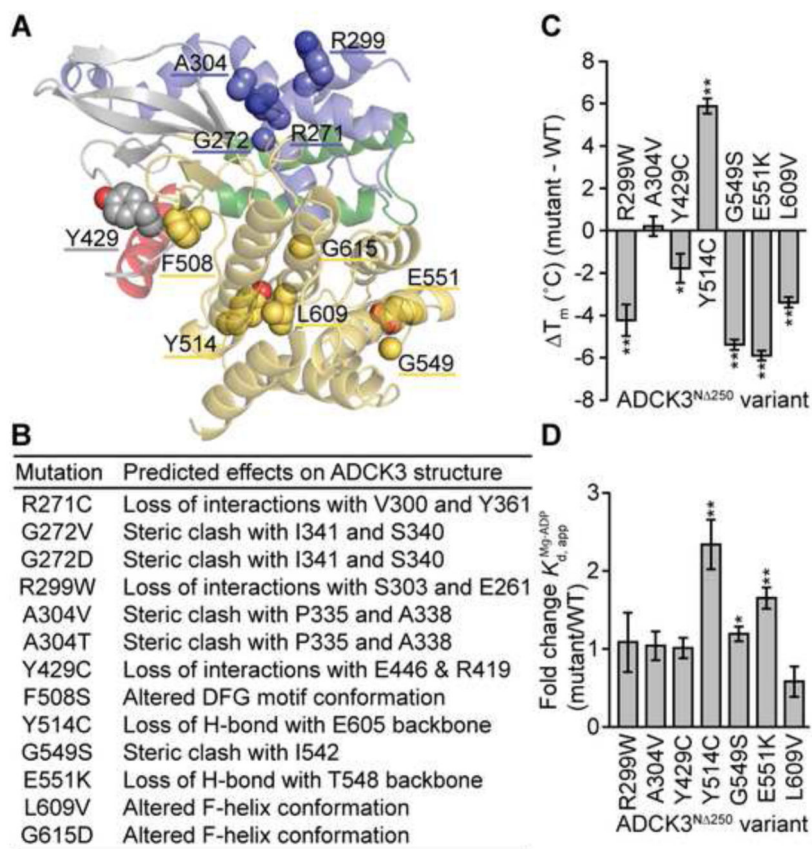 A
R299
A304
G272
R271
Y429
F508
G615
E551
L609
Y514
G549
B
Mutation Predicted effects on ADCK3 structure
R271C Loss of interactions with V300 and Y361
G272V Steric clash with I341 and S340
G272D Steric clash with I341 and S340
R299W Loss of interactions with S303 and E261
A304V Steric clash with P335 and A338
A304T Steric clash with P335 and A338
Y429C Loss of interactions with E446 & R419
F508S Altered DFG motif conformation
Y514C Loss of H-bond with E605 backbone
G549S Steric clash with I542
E551K Loss of H-bond with T548 backbone
L609V Altered F-helix conformation
G615D Altered F-helix conformation
C
ΔTm (°C) (mutant - WT)
8
6
4
2
0
-2
-4
-6
-8
R299W
A304V
Y429C
Y514C
G549S
E551K
L609V
**
*
**
**
**
**
ADCK3NΔ250 variant
D
Fold change Kd, app Mg-ADP
(mutant/WT)
3
2
1
0
**
*
**
R299W
A304V
Y429C
Y514C
G549S
E551K
L609V
ADCK3NΔ250 variant